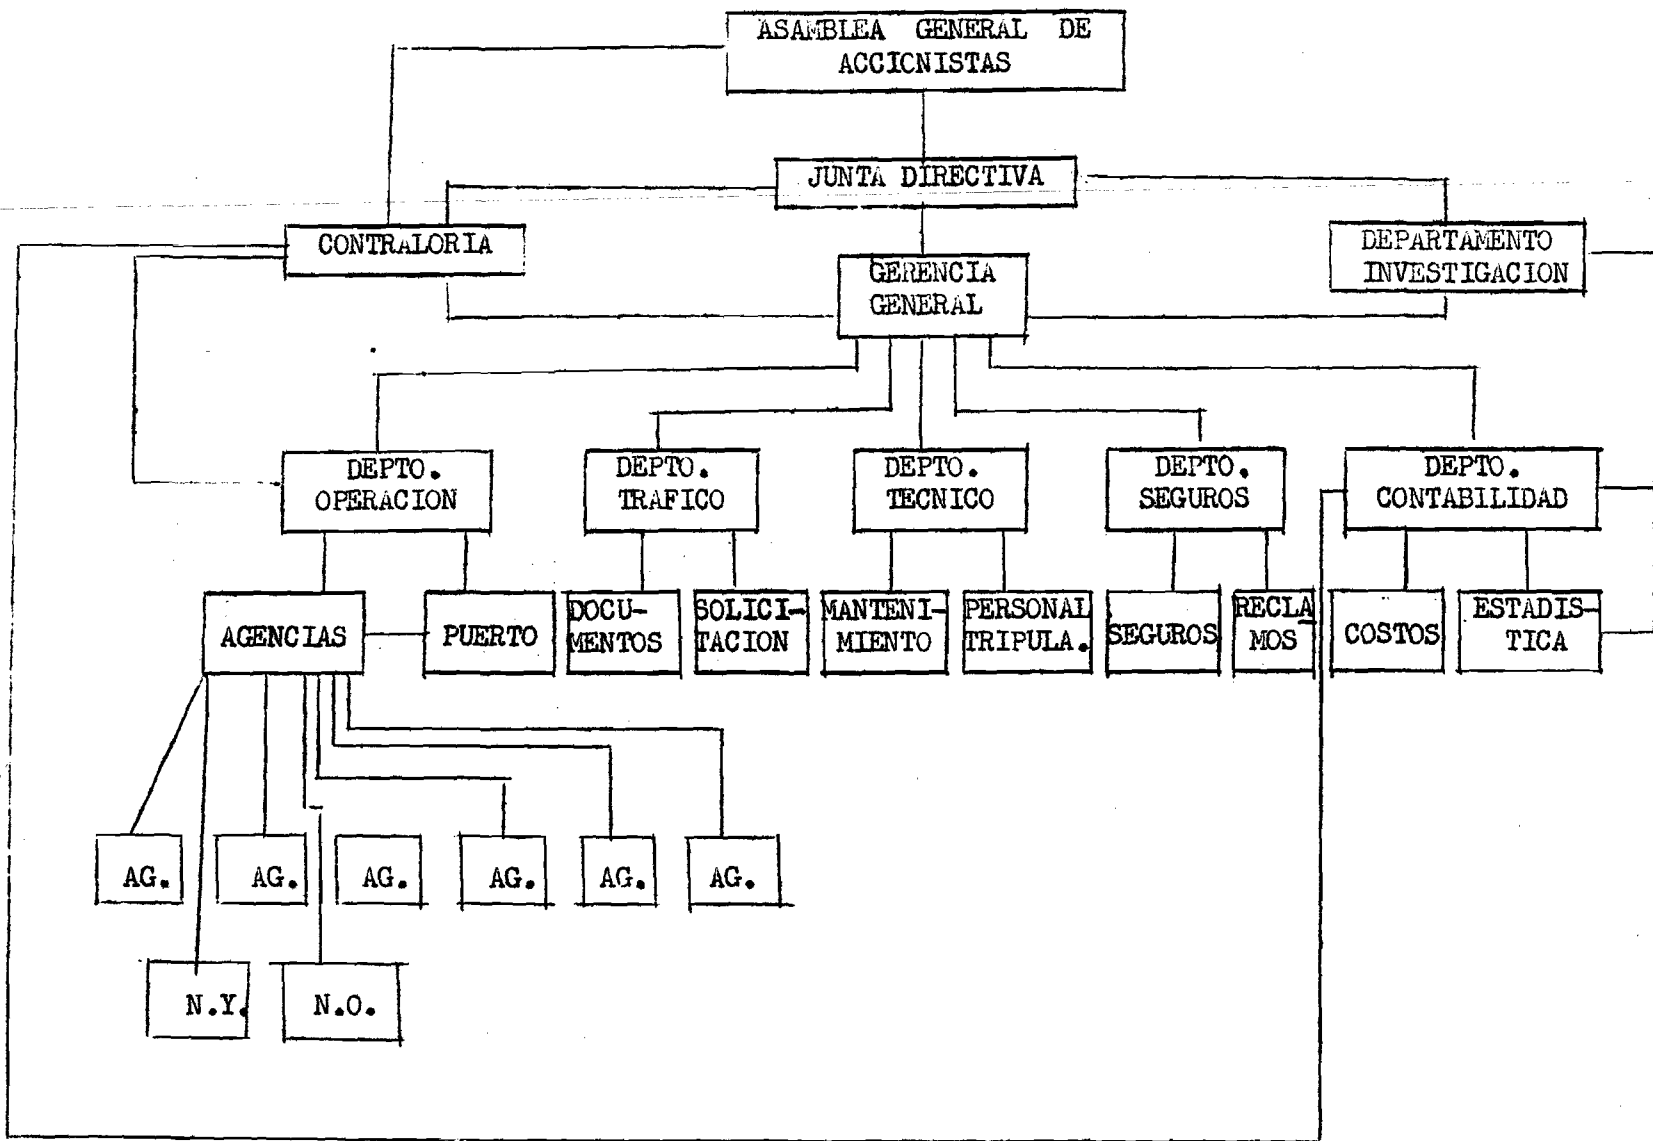 ASAMBLEA GENERAL DE
ACCICNISTAS
JUNTA DIRECTIVA
CONTRALORIA
DEPARTAMENTO
INVESTIGACION
GERENCIA
GENERAL
DEPTO.
OPERACION
DEPTO.
TRAFICO
DEPTO.
TECNICO
DEPTO.
SEGUROS
DEPTO.
CONTABILIDAD
AGENCIAS
PUERTO
DOCU-
MENTOS
SOLICI-
TACION
MANTENI-
MIENTO
PERSONAL
TRIPULA.
SEGUROS
RECLA
MOS
COSTOS
ESTADIS-
TICA
AG.
AG.
AG.
AG.
AG.
AG.
N.Y.
N.O.